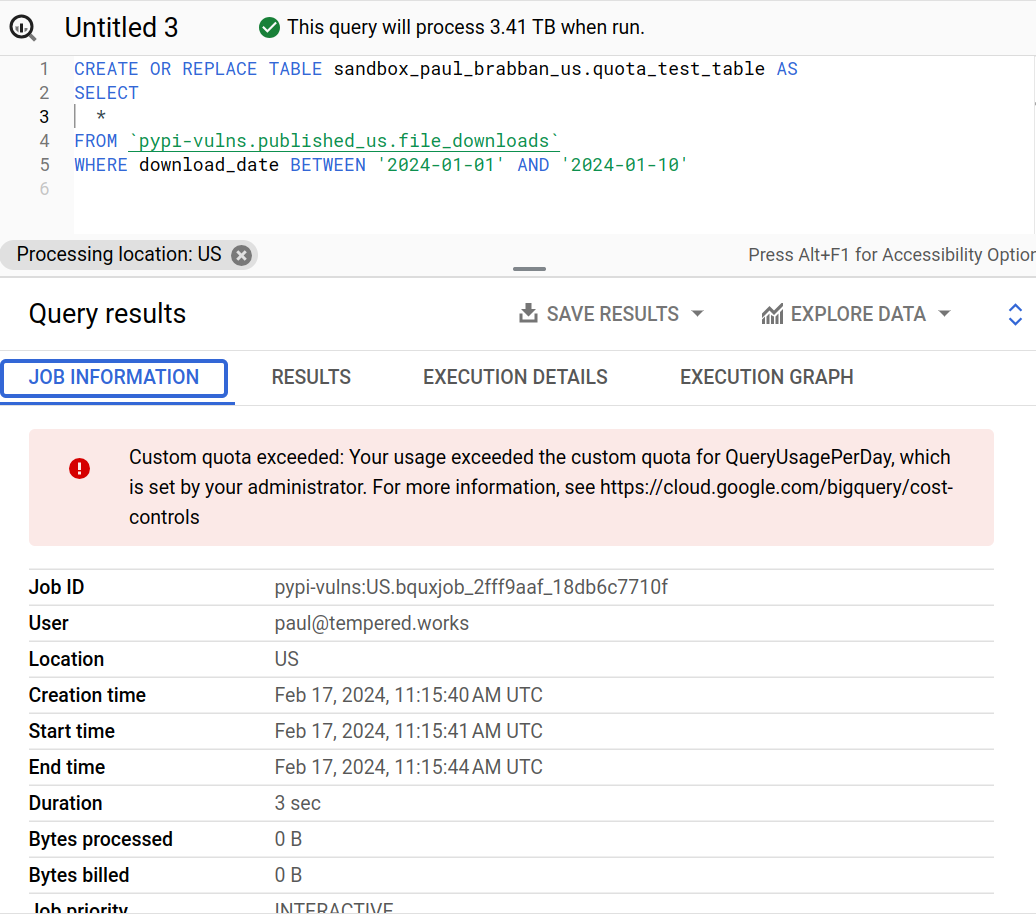 Untitled 3 This query will process 3.41 TB when run.
1 CREATE OR REPLACE TABLE sandbox_paul_brabban_us.quota_test_table AS
2 SELECT
3 *
4 FROM `pypi-vulns.published_us.file_downloads`
5 WHERE download_date BETWEEN '2024-01-01' AND '2024-01-10'
6
Processing location: US Press Alt+F1 for Accessibility Option
Query results SAVE RESULTS EXPLORE DATA
JOB INFORMATION RESULTS EXECUTION DETAILS EXECUTION GRAPH
Custom quota exceeded: Your usage exceeded the custom quota for QueryUsagePerDay, which
is set by your administrator. For more information, see https://cloud.google.com/bigquery/cost-
controls
Job ID pypi-vulns:US.bquxjob_2fff9aaf_18db6c7710f
User paul@tempered.works
Location US
Creation time Feb 17, 2024, 11:15:40 AM UTC
Start time Feb 17, 2024, 11:15:41 AM UTC
End time Feb 17, 2024, 11:15:44 AM UTC
Duration 3 sec
Bytes processed 0 B
Bytes billed 0 B
Job priority INTERACTIVE